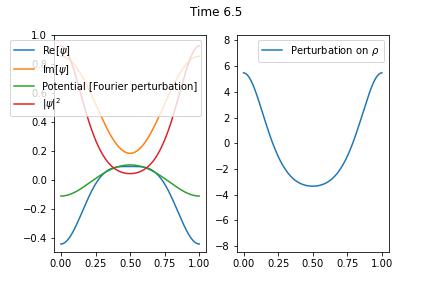 Time 6.5
Re[ψ]
Im[ψ]
Potential [Fourier perturbation]
|ψ|²
1.0
0.8
0.6
0.4
0.2
0.0
−0.2
−0.4
0.00 0.25 0.50 0.75 1.00
Perturbation on ρ
8
6
4
2
0
−2
−4
−6
−8
0.00 0.25 0.50 0.75 1.00